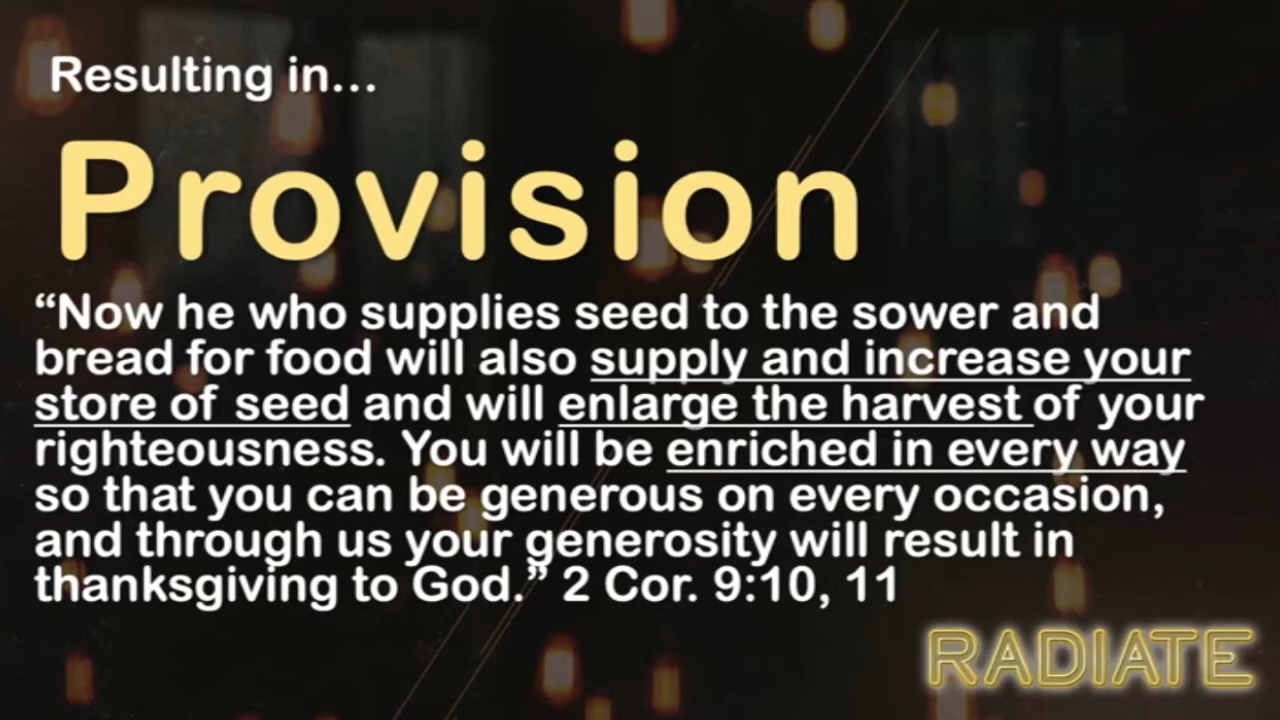 Resulting in...
Provision
“Now he who supplies seed to the sower and
bread for food will also supply and increase your
store of seed and will enlarge the harvest of your
righteousness. You will be enriched in every way
so that you can be generous on every occasion,
and through us your generosity will result in
thanksgiving to God.” 2 Cor. 9:10, 11
RADIATE